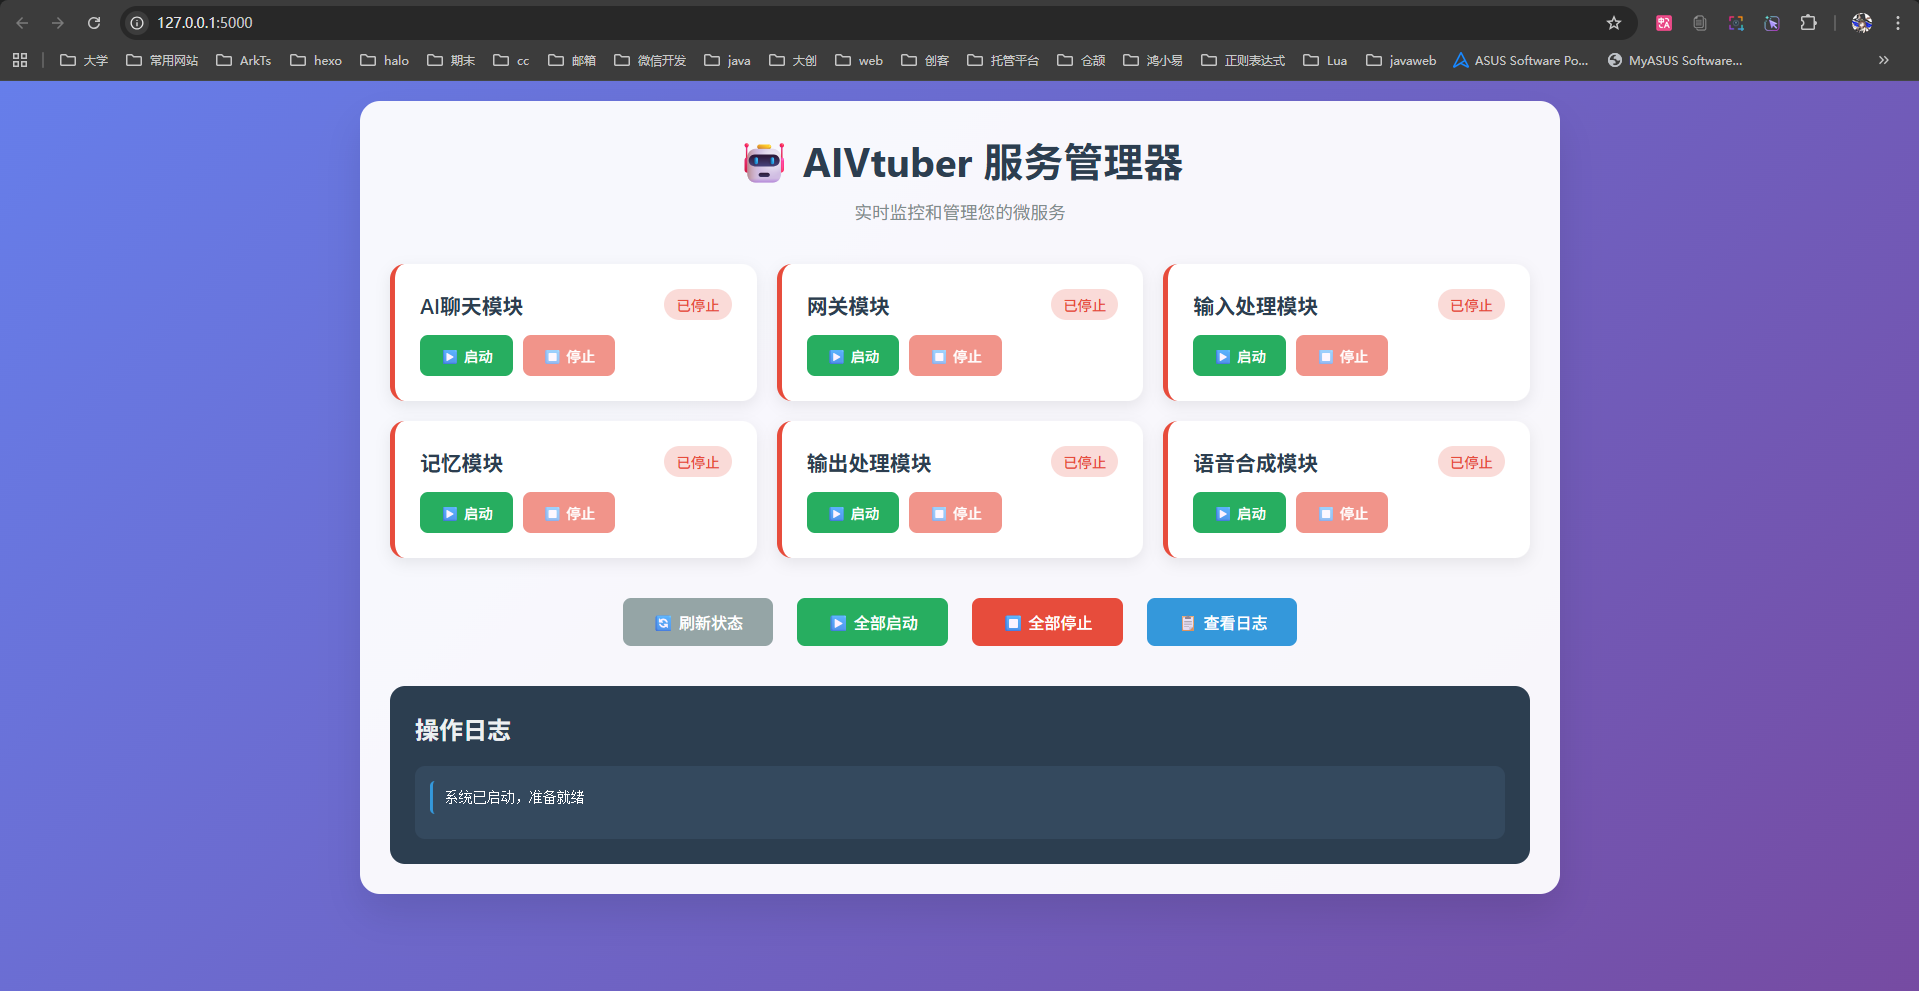 127.0.0.1:5000
大学 常用网站 ArkTs hexo halo 期末 cc 邮箱 微信开发 java 大创 web 创客 托管平台 仓颉 鸿小易 正则表达式 Lua javaweb ASUS Software Po... MyASUS Software...
AIVtuber 服务管理器
实时监控和管理您的微服务
AI聊天模块 已停止 网关模块 已停止 输入处理模块 已停止
启动 停止 启动 停止 启动 停止
记忆模块 已停止 输出处理模块 已停止 语音合成模块 已停止
启动 停止 启动 停止 启动 停止
刷新状态 全部启动 全部停止 查看日志
操作日志
系统已启动，准备就绪